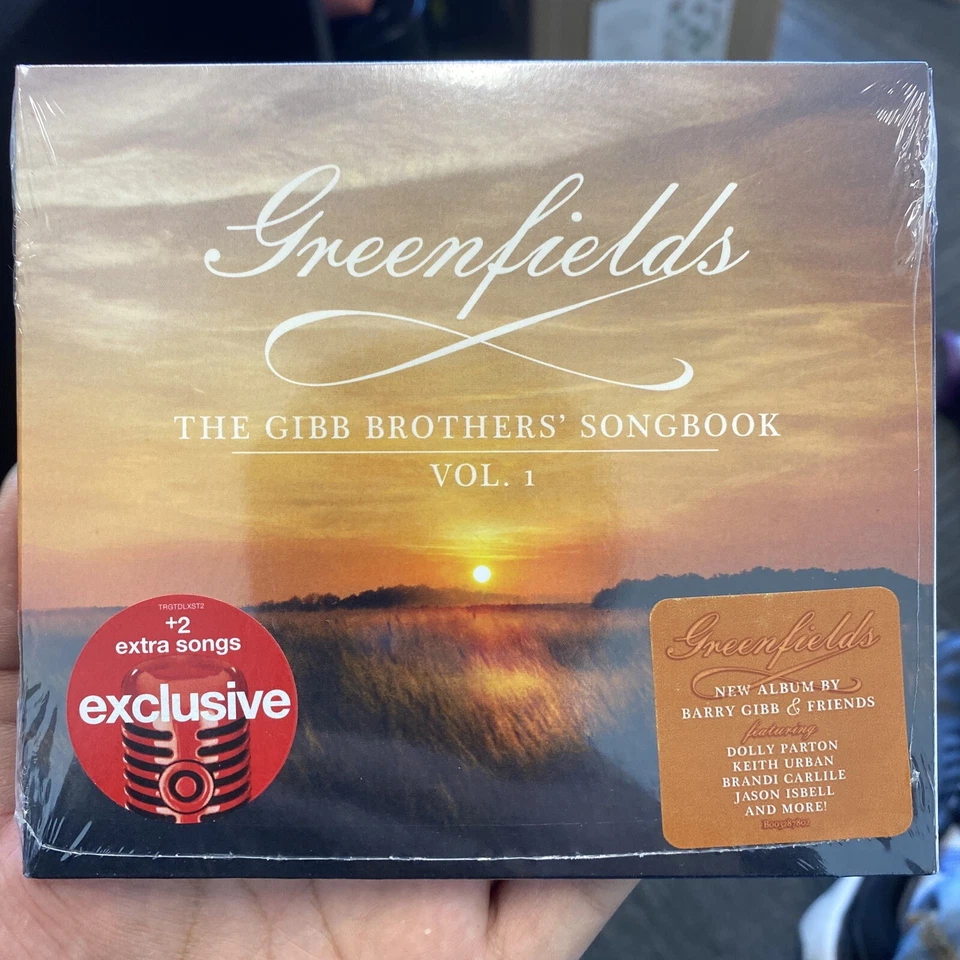 Greenfields
THE GIBB BROTHERS' SONGBOOK
VOL. 1
TRGTDLXST2
+2
extra songs
exclusive
Greenfields
NEW ALBUM BY
BARRY GIBB & FRIENDS
featuring
DOLLY PARTON
KEITH URBAN
BRANDI CARLILE
JASON ISBELL
AND MORE!
B003287802